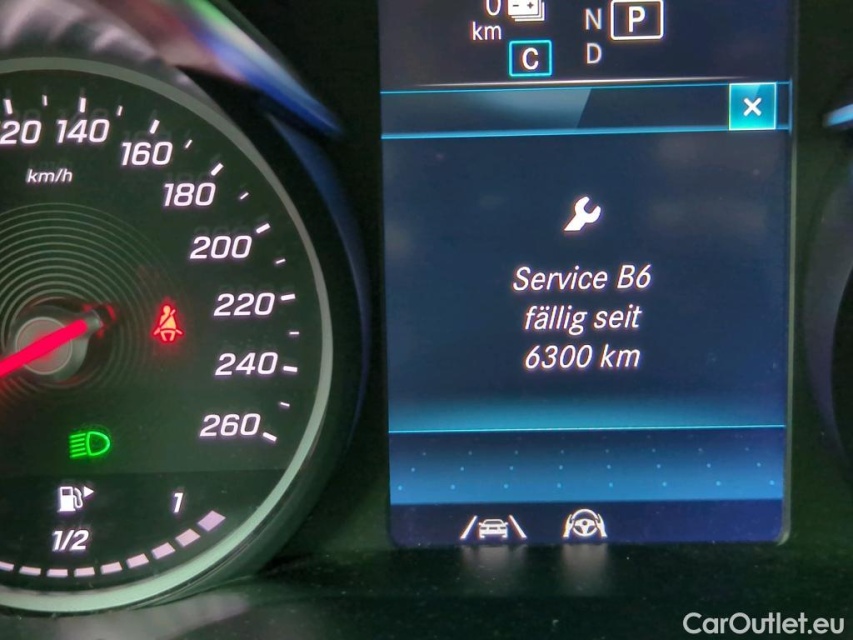 0
km
N
P
C
D
×
120 140
160
km/h
180
200
220
240
260
1/2
1
Service B6
fällig seit
6300 km
CarOutlet.eu